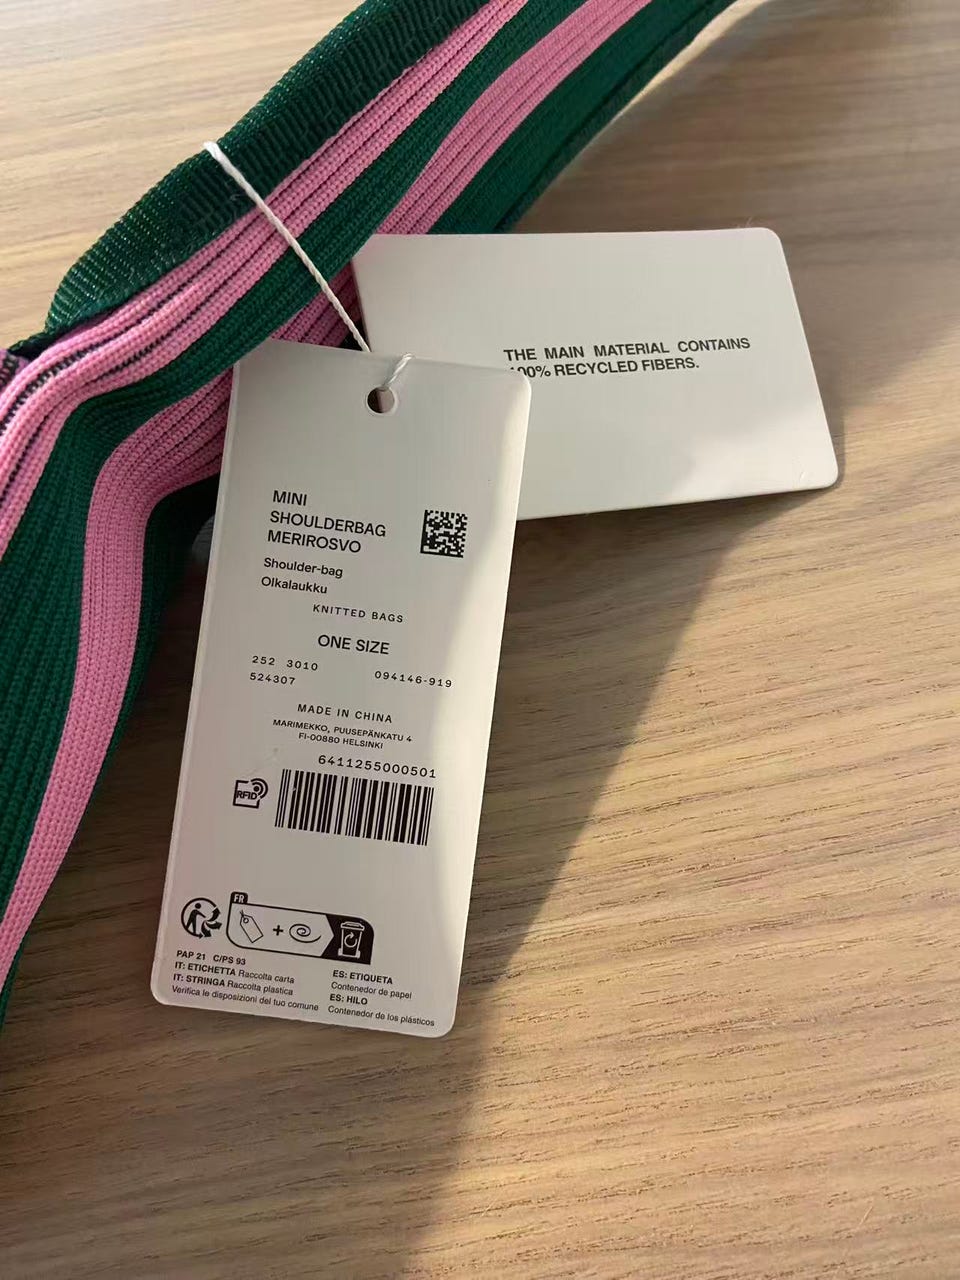 THE MAIN MATERIAL CONTAINS
100% RECYCLED FIBERS.
MINI
SHOULDERBAG
MERIROSVO
Shoulder-bag
Olkalaukku
KNITTED BAGS
ONE SIZE
252 3010
524307
094146-919
MADE IN CHINA
MARIMEKKO, PUUSEPÄNKATU 4
FI-00880 HELSINKI
6411255000501
RFID
FR
PAP 21 C/PS 93
IT: ETICHETTA Raccolta carta
IT: STRINGA Raccolta plastica
Verifica le disposizioni del tuo comune
ES: ETIQUETA
Contenedor de papel
ES: HILO
Contenedor de los plásticos